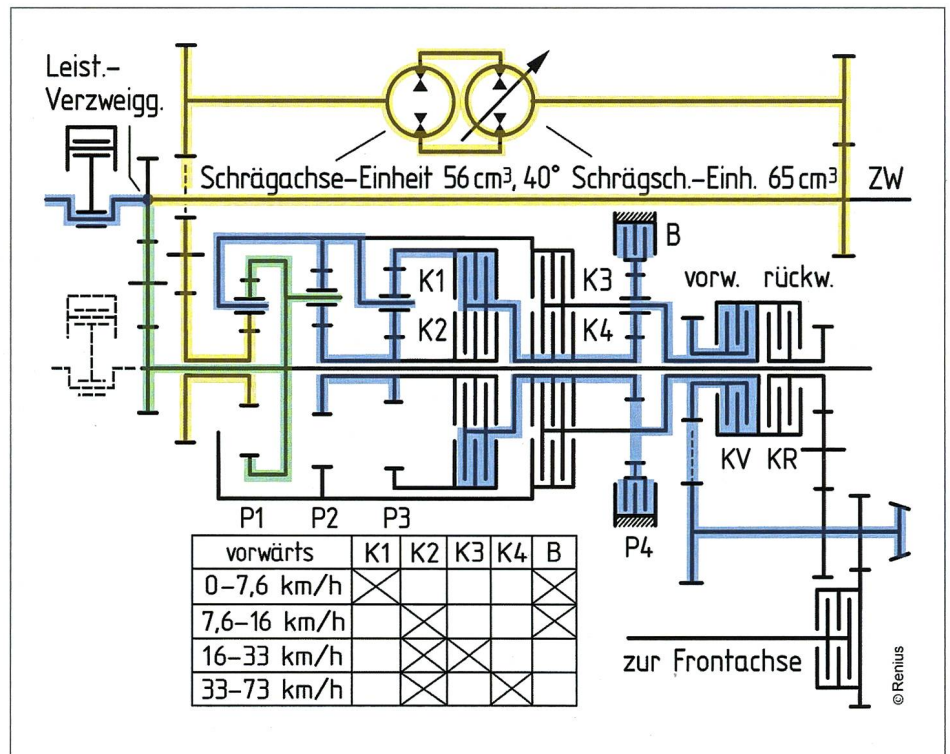 Leist.-
Verzweigg.
Schrägachse-Einheit 56 cm³, 40° Schrägsch.-Einh. 65 cm³ ZW
B
K1 K3 vorw. rückw.
K2 K4
KV KR
P1 P2 P3 P4
vorwärts K1 K2 K3 K4 B
0-7,6 km/h
7,6-16 km/h
16-33 km/h
33-73 km/h
zur Frontachse
© Renius